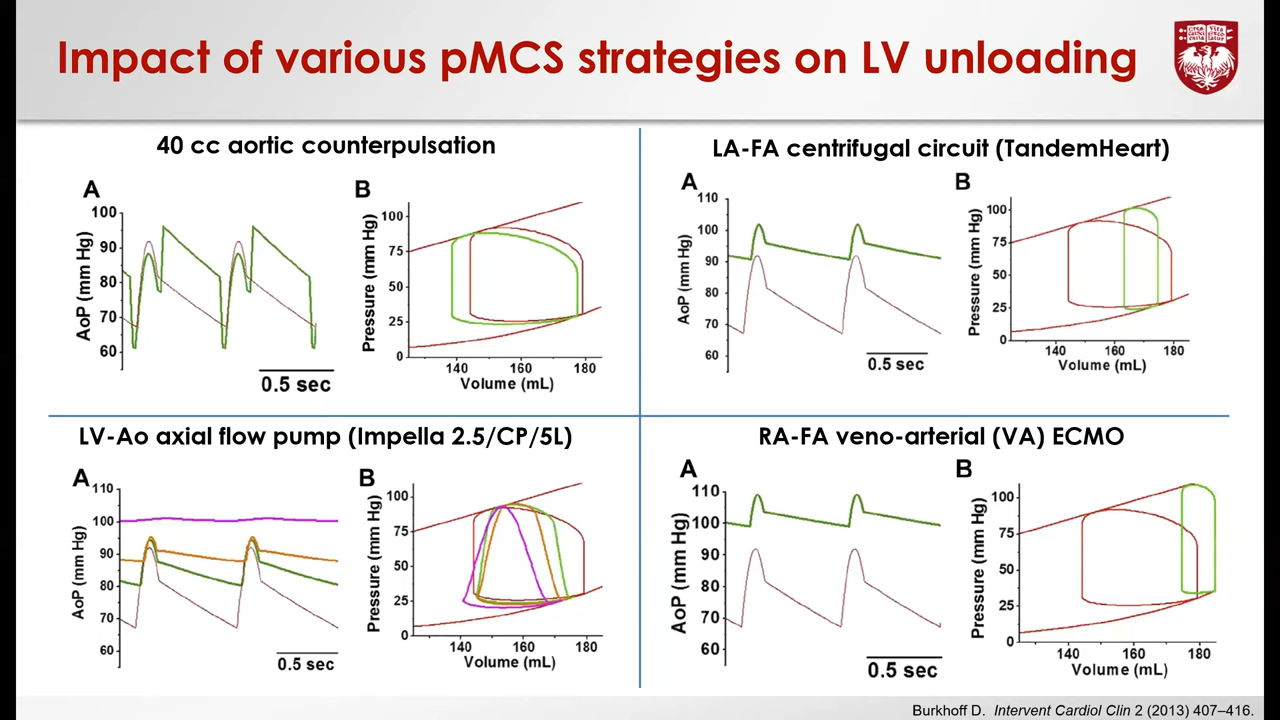 Impact of various pMCS strategies on LV unloading
40 cc aortic counterpulsation
A
AoP (mm Hg)
100
90
80
70
60
0.5 sec
B
Pressure (mm Hg)
100
75
50
25
0
140 160 180
Volume (mL)
LA-FA centrifugal circuit (TandemHeart)
A
AoP (mm Hg)
110
100
90
80
70
60
0.5 sec
B
Pressure (mm Hg)
100
75
50
25
0
140 160 180
Volume (mL)
LV-Ao axial flow pump (Impella 2.5/CP/5L)
A
AoP (mm Hg)
110
100
90
80
70
60
0.5 sec
B
Pressure (mm Hg)
100
75
50
25
0
140 160 180
Volume (mL)
RA-FA veno-arterial (VA) ECMO
A
AoP (mm Hg)
110
100
90
80
70
60
0.5 sec
B
Pressure (mm Hg)
100
75
50
25
0
140 160 180
Volume (mL)
Burkhoff D. Intervent Cardiol Clin 2 (2013) 407–416.